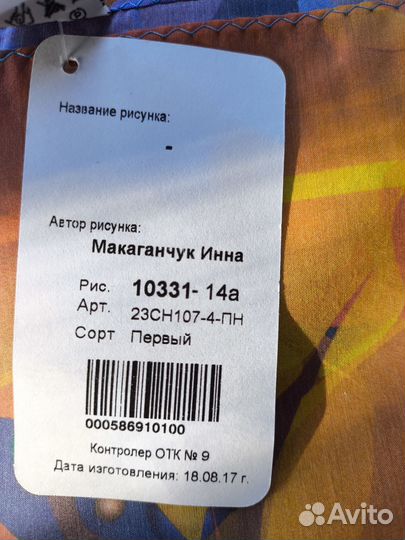 Название рисунка:
-
Автор рисунка:
Макаганчук Инна
Рис. 10331- 14а
Арт. 23СН107-4-ПН
Сорт Первый
000586910100
Контролер ОТК № 9
Дата изготовления: 18.08.17 г.
Avito